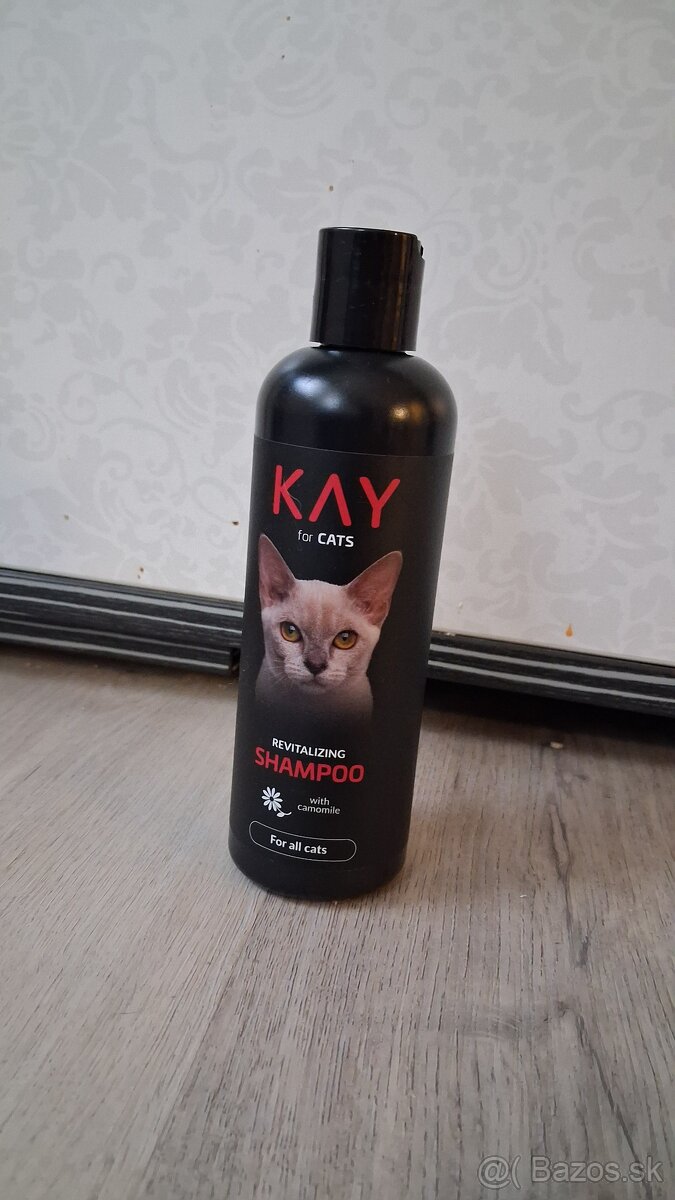 KAY
for CATS
REVITALIZING
SHAMPOO
with
camomile
For all cats
@( Bazos.sk